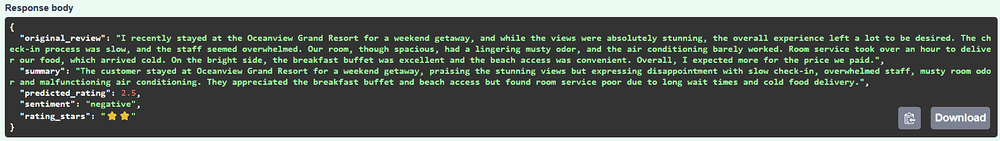 Response body
{
  "original_review": "I recently stayed at the Oceanview Grand Resort for a weekend getaway, and while the views were absolutely stunning, the overall experience left a lot to be desired. The ch
eck-in process was slow, and the staff seemed overwhelmed. Our room, though spacious, had a lingering musty odor, and the air conditioning barely worked. Room service took over an hour to delive
r our food, which arrived cold. On the bright side, the breakfast buffet was excellent and the beach access was convenient. Overall, I expected more for the price we paid.",
  "summary": "The customer stayed at Oceanview Grand Resort for a weekend getaway, praising the stunning views but expressing disappointment with slow check-in, overwhelmed staff, musty room odo
r and malfunctioning air conditioning. They appreciated the breakfast buffet and beach access but found room service poor due to long wait times and cold food delivery.",
  "predicted_rating": 2.5,
  "sentiment": "negative",
  "rating_stars": "⭐⭐"
}
Download